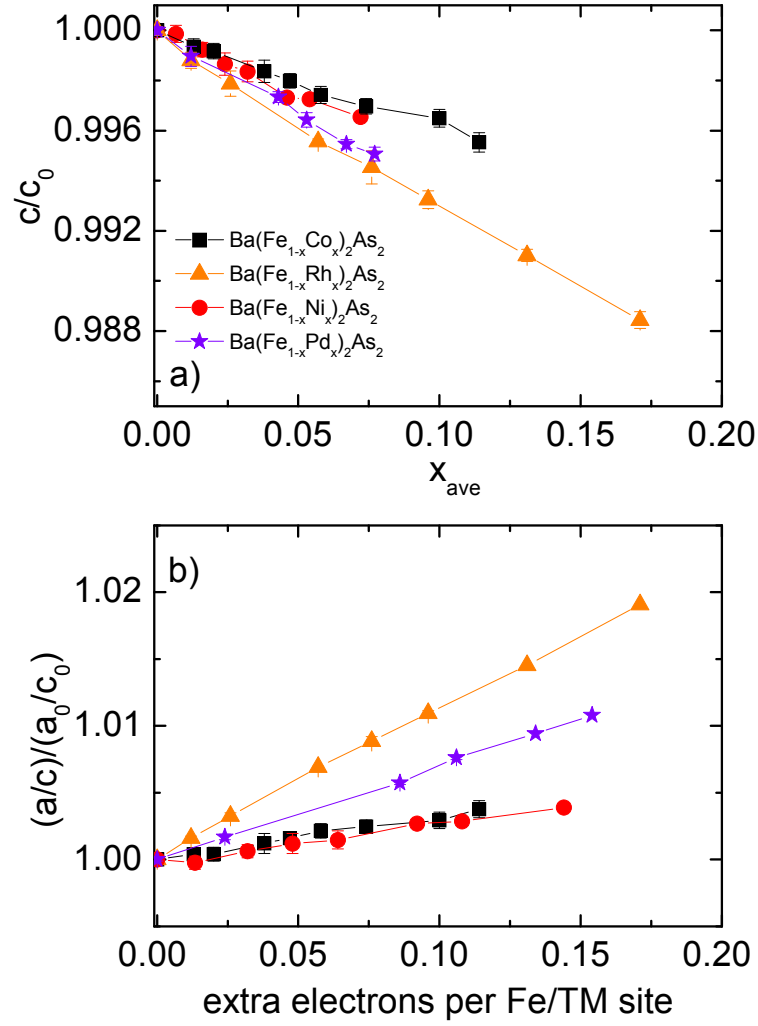 1.000
0.996
0.992
0.988
c/c₀
Ba(Fe₁₋ₓCoₓ)₂As₂
Ba(Fe₁₋ₓRhₓ)₂As₂
Ba(Fe₁₋ₓNiₓ)₂As₂
Ba(Fe₁₋ₓPdₓ)₂As₂
a)
0.00 0.05 0.10 0.15 0.20
x_ave
b)
1.02
1.01
1.00
(a/c)/(a₀/c₀)
0.00 0.05 0.10 0.15 0.20
extra electrons per Fe/TM site